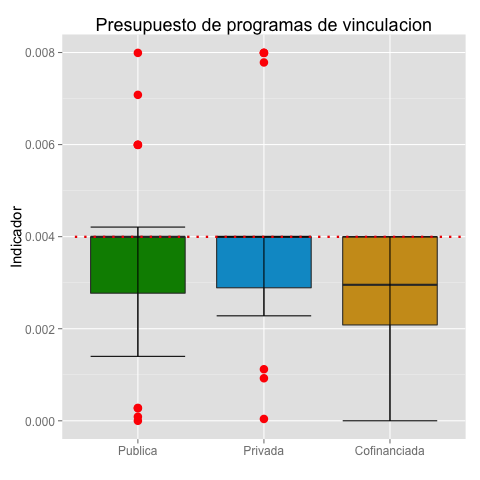 Presupuesto de programas de vinculacion
Indicador
0.008
0.006
0.004
0.002
0.000
Publica
Privada
Cofinanciada